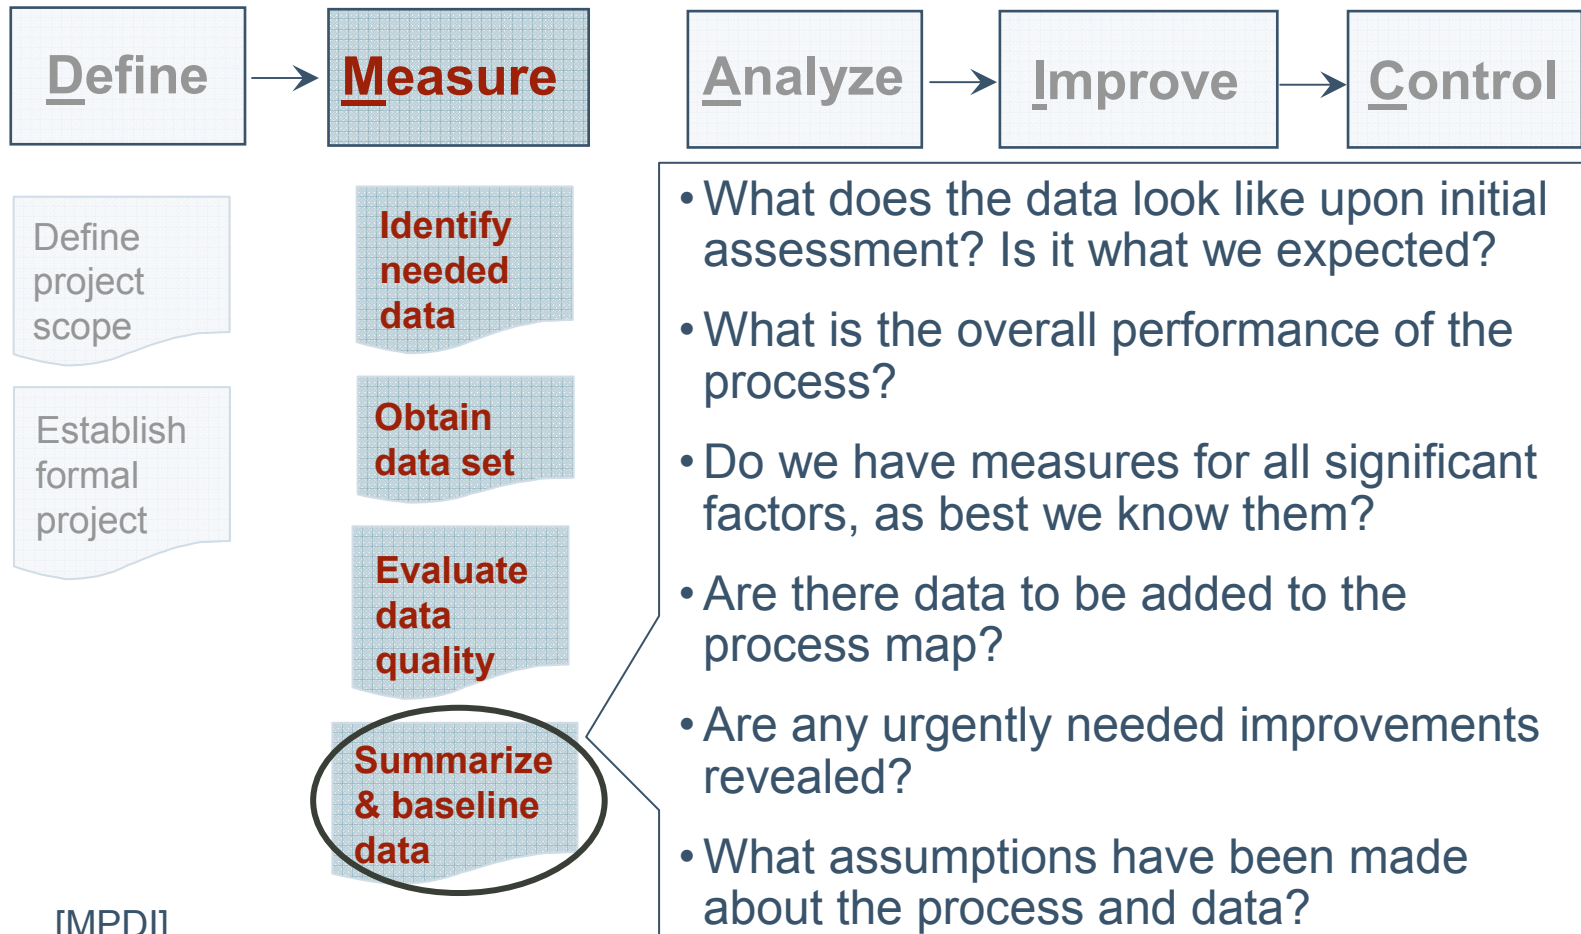 Define
Measure
Analyze
Improve
Control
Define
project
scope
Establish
formal
project
Identify
needed
data
Obtain
data set
Evaluate
data
quality
Summarize
& baseline
data
• What does the data look like upon initial
assessment? Is it what we expected?
• What is the overall performance of the
process?
• Do we have measures for all significant
factors, as best we know them?
• Are there data to be added to the
process map?
• Are any urgently needed improvements
revealed?
• What assumptions have been made
about the process and data?
[MPDI]